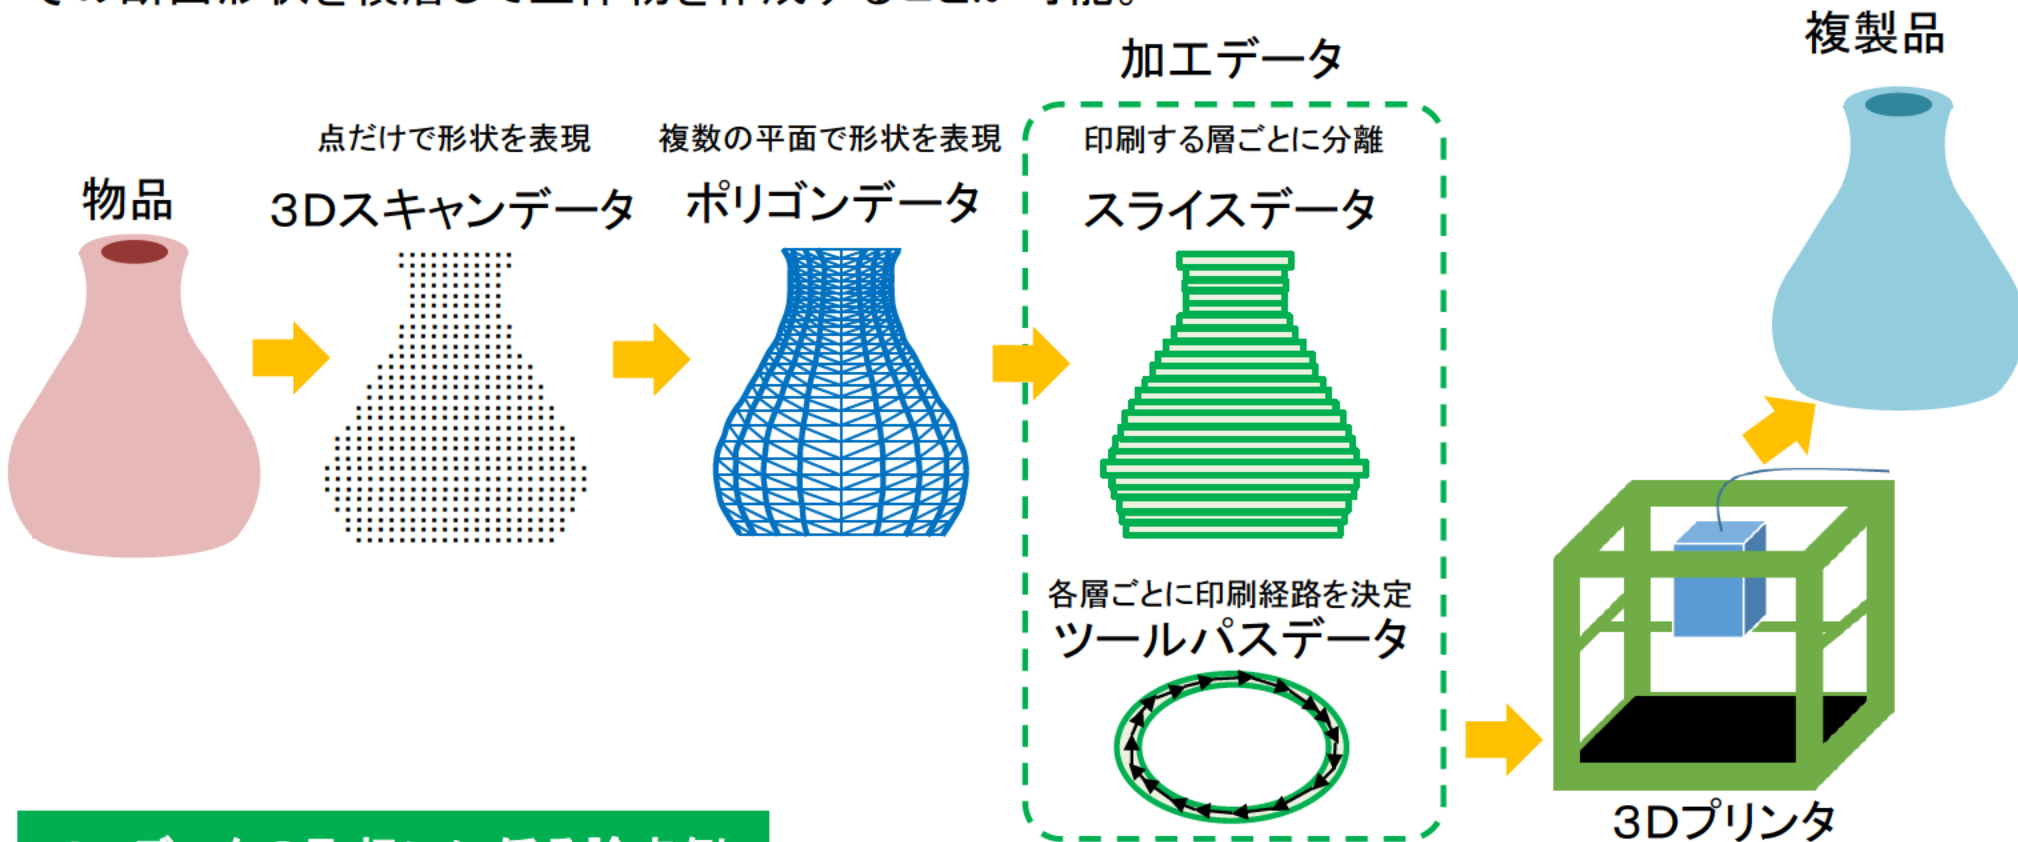 加工データ
複製品
点だけで形状を表現
複数の平面で形状を表現
印刷する層ごとに分離
物品
3Dスキャンデータ
ポリゴンデータ
スライスデータ
各層ごとに印刷経路を決定
ツールパスデータ
3Dプリンタ